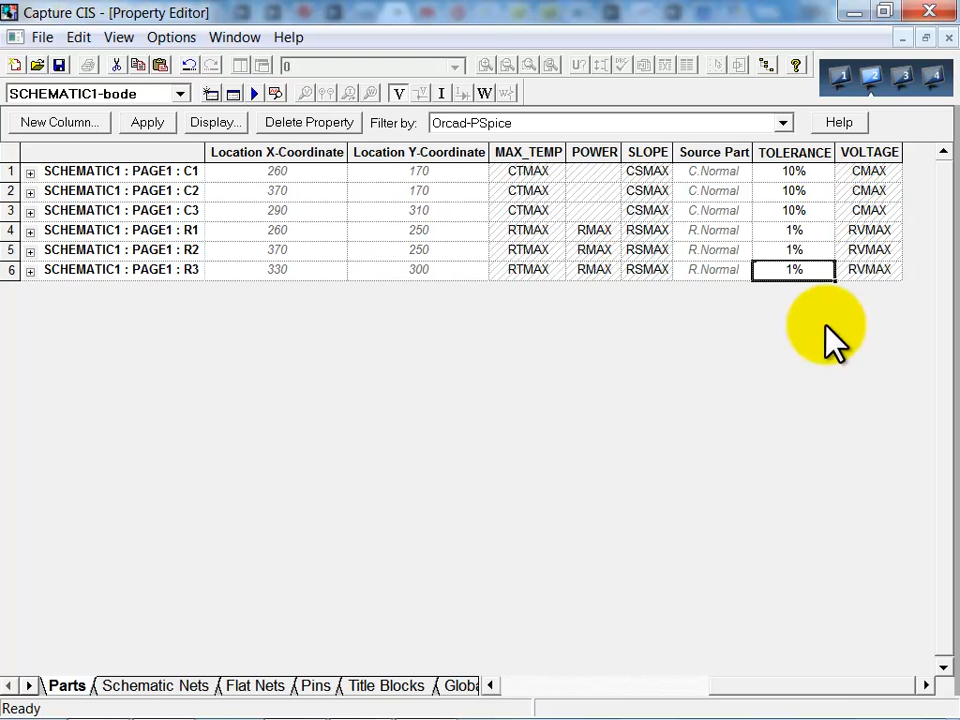 Capture CIS - [Property Editor]
File Edit View Options Window Help
0
U?
SCHEMATIC1-bode V I W
1 2 3 4
New Column... Apply Display... Delete Property Filter by: Orcad-PSpice Help
Location X-Coordinate Location Y-Coordinate MAX_TEMP POWER SLOPE Source Part TOLERANCE VOLTAGE
1 SCHEMATIC1 : PAGE1 : C1 260 170 CTMAX CSMAX C.Normal 10% CMAX
2 SCHEMATIC1 : PAGE1 : C2 370 170 CTMAX CSMAX C.Normal 10% CMAX
3 SCHEMATIC1 : PAGE1 : C3 290 310 CTMAX CSMAX C.Normal 10% CMAX
4 SCHEMATIC1 : PAGE1 : R1 260 250 RTMAX RMAX RSMAX R.Normal 1% RVMAX
5 SCHEMATIC1 : PAGE1 : R2 370 250 RTMAX RMAX RSMAX R.Normal 1% RVMAX
6 SCHEMATIC1 : PAGE1 : R3 330 300 RTMAX RMAX RSMAX R.Normal 1% RVMAX
Parts Schematic Nets Flat Nets Pins Title Blocks Globa
Ready